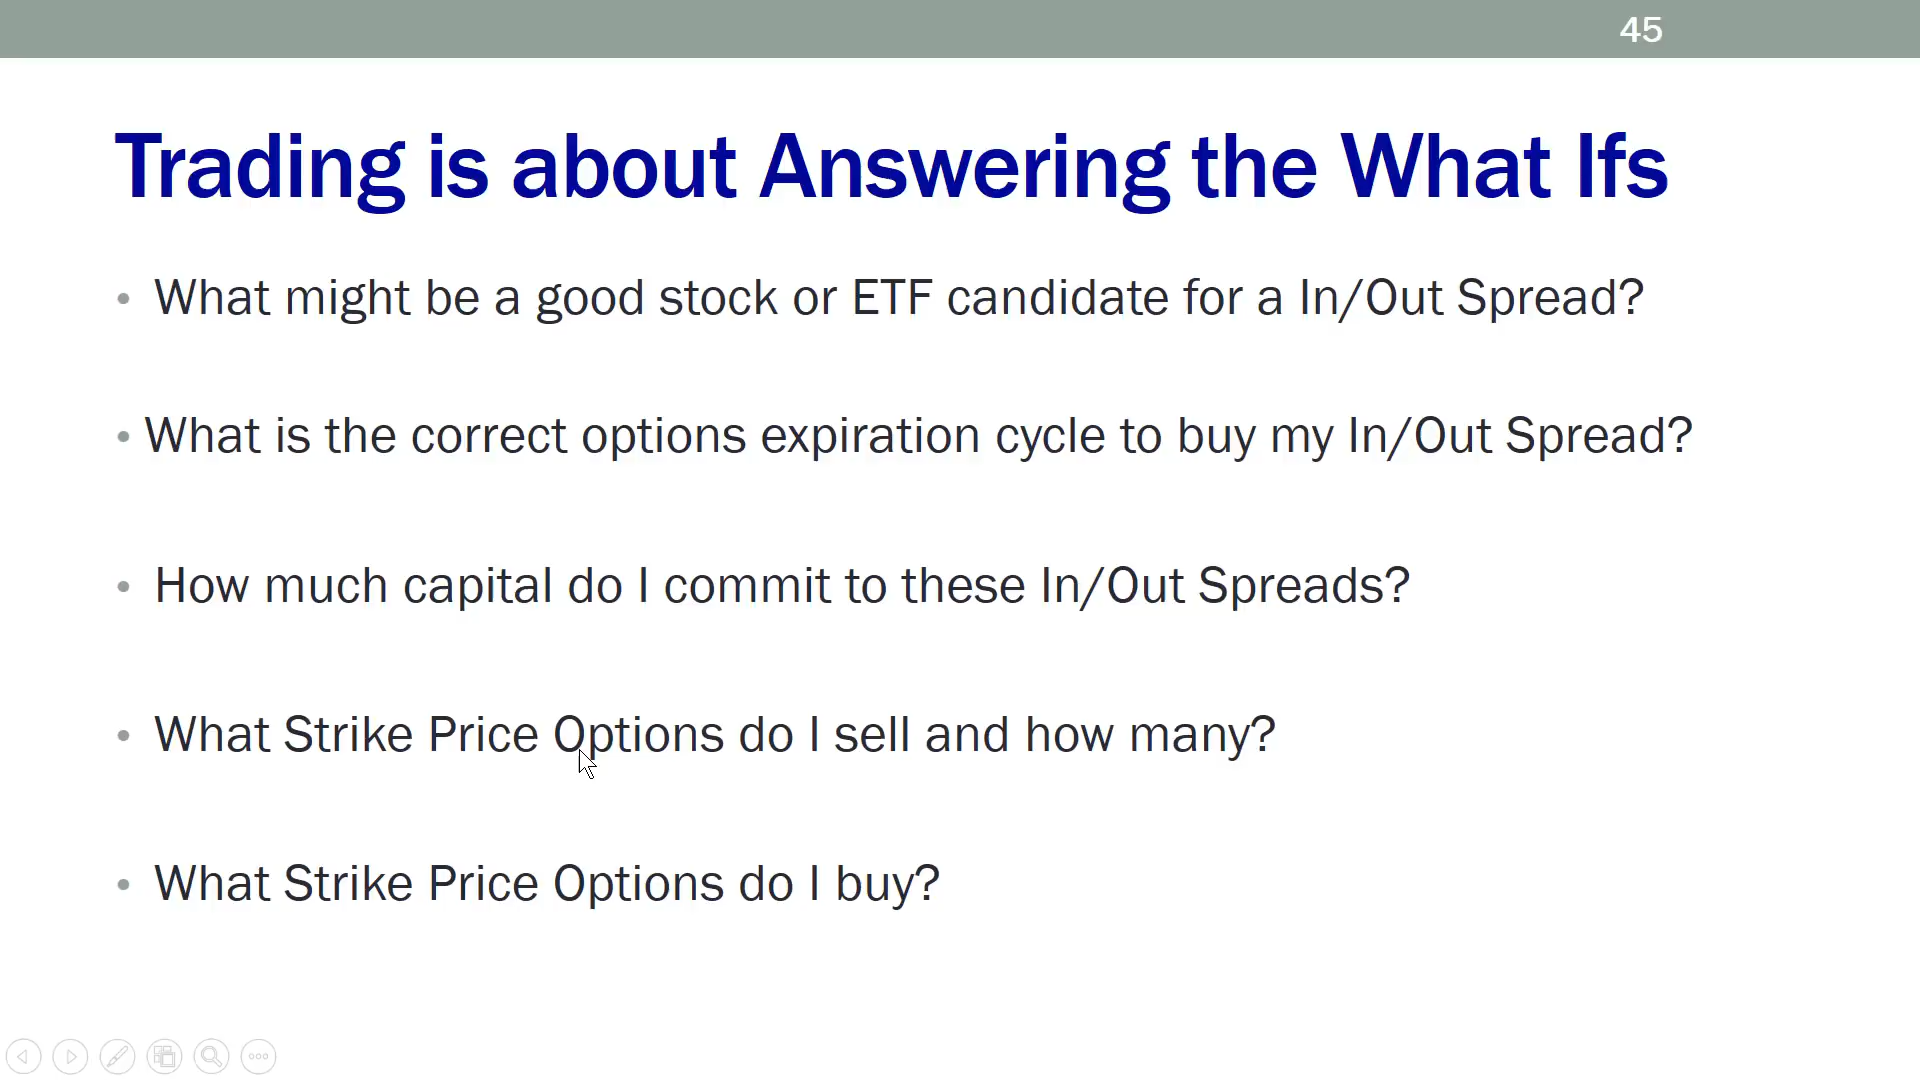 45
Trading is about Answering the What Ifs
• What might be a good stock or ETF candidate for a In/Out Spread?
• What is the correct options expiration cycle to buy my In/Out Spread?
• How much capital do I commit to these In/Out Spreads?
• What Strike Price Options do I sell and how many?
• What Strike Price Options do I buy?